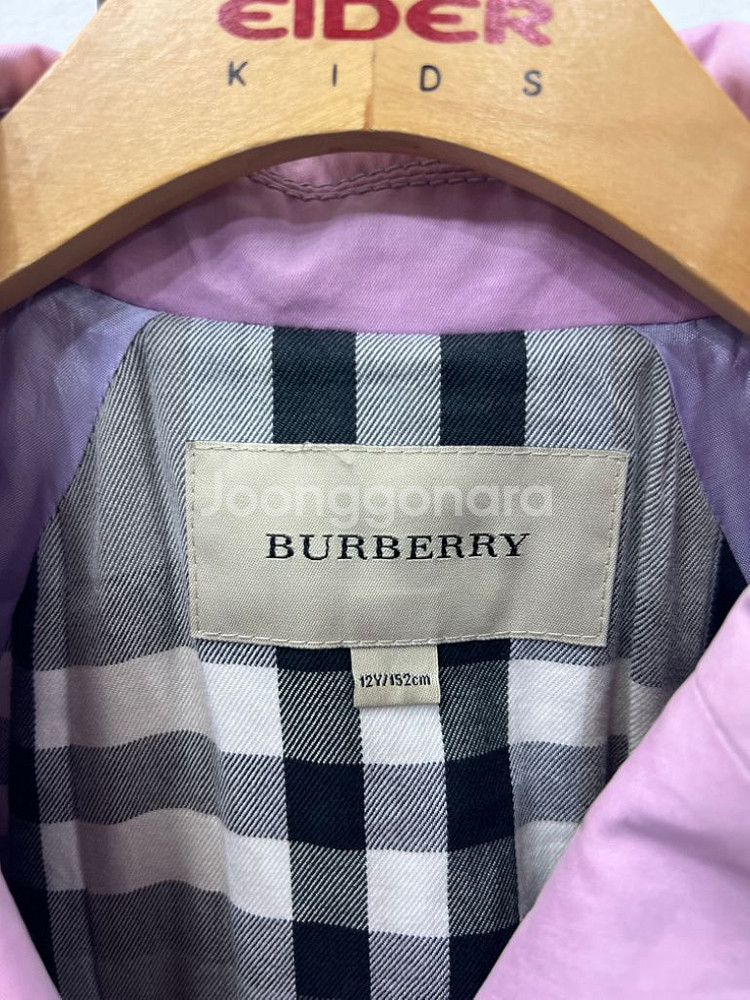 EIDER
KIDS
Joonggonara
BURBERRY
12Y/152cm